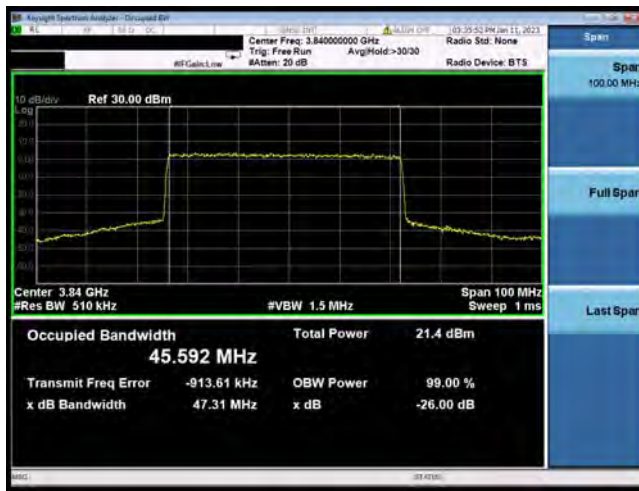 Keysight Spectrum Analyzer - Occupied BW
Center Freq: 3.840000000 GHz
Trig: Free Run
Avg|Hold:>30/30
#IFGain:Low
#Atten: 20 dB
03:35:52 PM Jan 11, 2023
Radio Std: None
Radio Device: BTS
10 dB/div
Ref 30.00 dBm
Log
Center 3.84 GHz
Span 100 MHz
#Res BW 510 kHz
#VBW 1.5 MHz
Sweep 1 ms
Occupied Bandwidth
45.592 MHz
Total Power
21.4 dBm
Transmit Freq Error
-913.61 kHz
OBW Power
99.00 %
x dB Bandwidth
47.31 MHz
x dB
-26.00 dB
MSG
STATUS
Span
Span
100.00 MHz
Full Span
Last Span